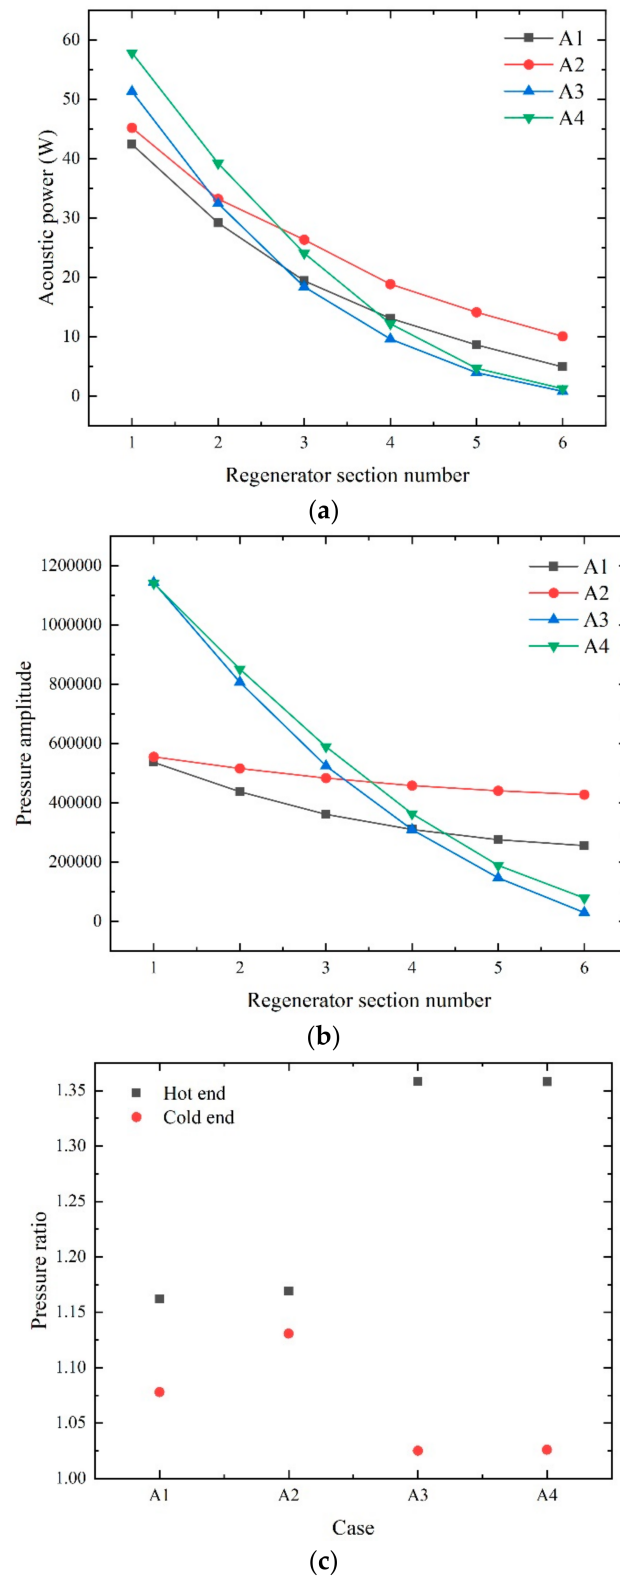 60
50
40
30
20
10
0
Acoustic power (W)
A1
A2
Λ3
A4
1 2 3 4 5 6
Regenerator section number
(a)
1200000
1000000
800000
600000
400000
200000
0
Pressure amplitude
A1
A2
Λ3
A4
1 2 3 4 5 6
Regenerator section number
(b)
1.35
1.30
1.25
1.20
1.15
1.10
1.05
1.00
Pressure ratio
Hot end
Cold end
A1 A2 A3 A4
Case
(c)